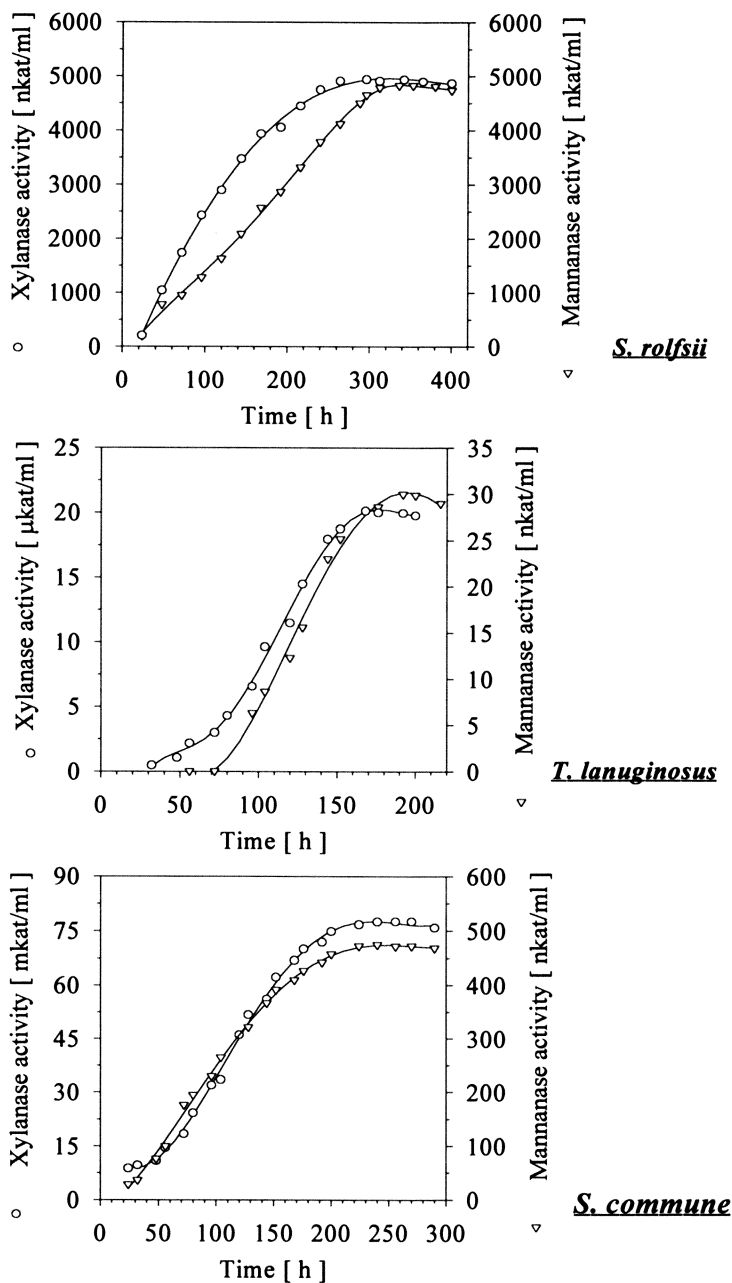 6000
5000
4000
3000
2000
1000
0
Xylanase activity [ nkat/ml ]
6000
5000
4000
3000
2000
1000
0
Mannanase activity [ nkat/ml ]
0 100 200 300 400
Time [ h ]
S. rolfsii
25
20
15
10
5
0
Xylanase activity [ µkat/ml ]
35
30
25
20
15
10
5
0
Mannanase activity [ nkat/ml ]
0 50 100 150 200
Time [ h ]
T. lanuginosus
90
75
60
45
30
15
0
Xylanase activity [ mkat/ml ]
600
500
400
300
200
100
0
Mannanase activity [ nkat/ml ]
0 50 100 150 200 250 300
Time [ h ]
S. commune